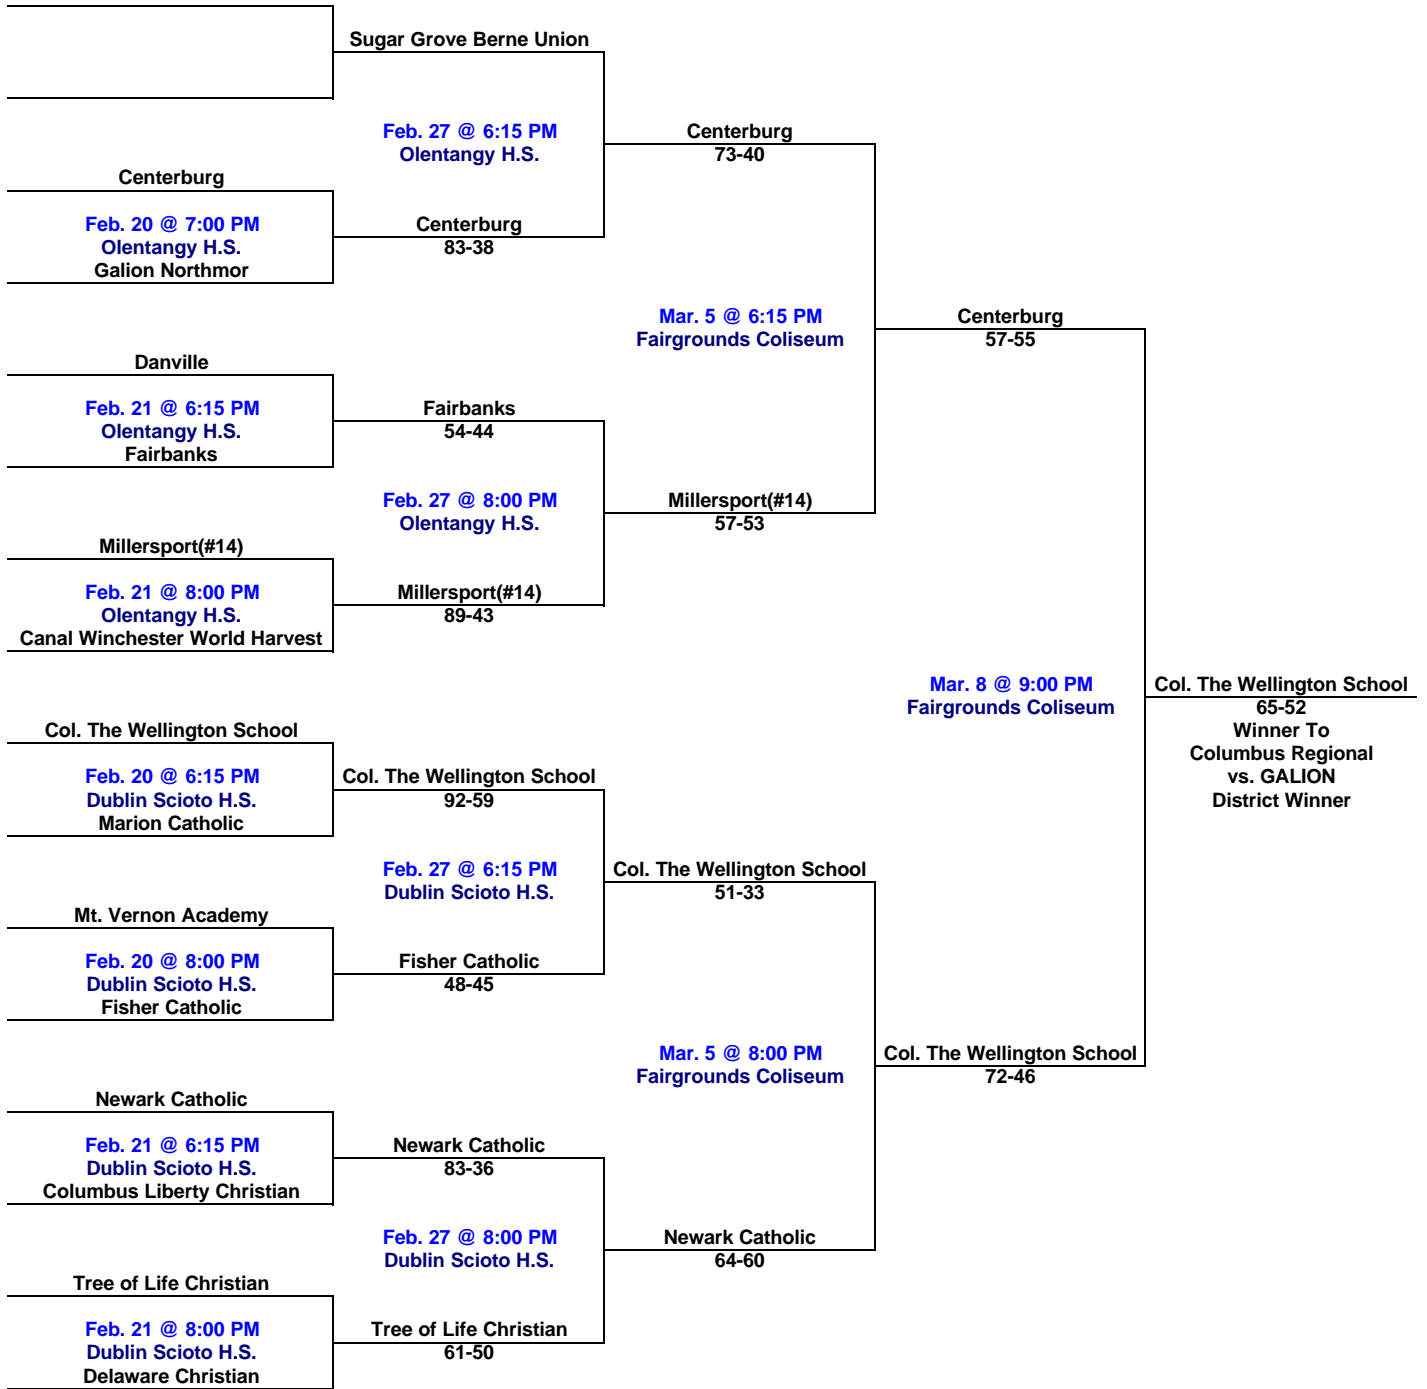 Sugar Grove Berne Union
Feb. 27 @ 6:15 PM
Olentangy H.S.
Centerburg
73-40
Centerburg
Feb. 20 @ 7:00 PM
Olentangy H.S.
Galion Northmor
Centerburg
83-38
Mar. 5 @ 6:15 PM
Fairgrounds Coliseum
Centerburg
57-55
Danville
Feb. 21 @ 6:15 PM
Olentangy H.S.
Fairbanks
Fairbanks
54-44
Feb. 27 @ 8:00 PM
Olentangy H.S.
Millersport(#14)
57-53
Millersport(#14)
Feb. 21 @ 8:00 PM
Olentangy H.S.
Canal Winchester World Harvest
Millersport(#14)
89-43
Mar. 8 @ 9:00 PM
Fairgrounds Coliseum
Col. The Wellington School
65-52
Winner To
Columbus Regional
vs. GALION
District Winner
Col. The Wellington School
Feb. 20 @ 6:15 PM
Dublin Scioto H.S.
Marion Catholic
Col. The Wellington School
92-59
Feb. 27 @ 6:15 PM
Dublin Scioto H.S.
Col. The Wellington School
51-33
Mt. Vernon Academy
Feb. 20 @ 8:00 PM
Dublin Scioto H.S.
Fisher Catholic
Fisher Catholic
48-45
Mar. 5 @ 8:00 PM
Fairgrounds Coliseum
Col. The Wellington School
72-46
Newark Catholic
Feb. 21 @ 6:15 PM
Dublin Scioto H.S.
Columbus Liberty Christian
Newark Catholic
83-36
Feb. 27 @ 8:00 PM
Dublin Scioto H.S.
Newark Catholic
64-60
Tree of Life Christian
Feb. 21 @ 8:00 PM
Dublin Scioto H.S.
Delaware Christian
Tree of Life Christian
61-50